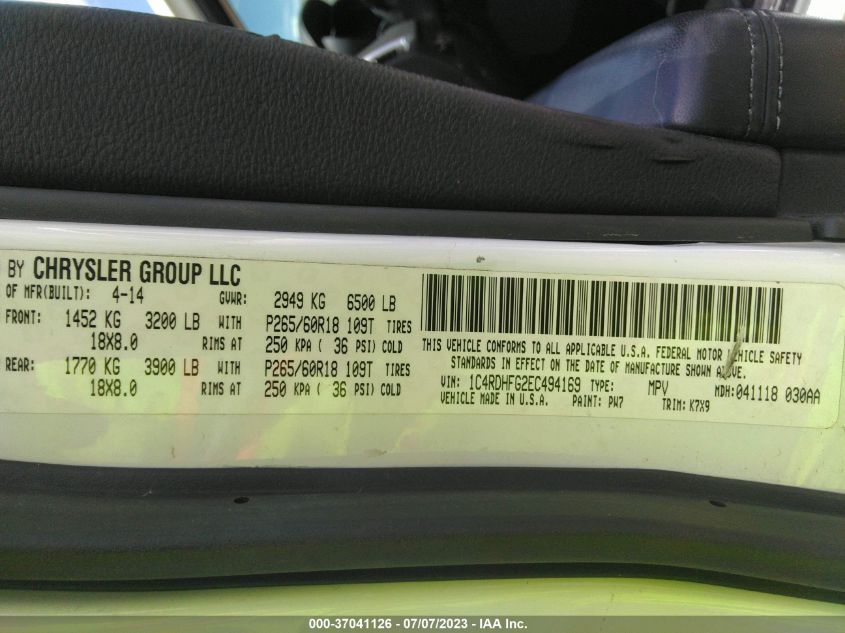 BY CHRYSLER GROUP LLC
OF MFR(BUILT): 4-14 GVWR: 2949 KG 6500 LB
FRONT: 1452 KG 3200 LB WITH P265/60R18 109T TIRES
18X8.0 RIMS AT 250 KPA ( 36 PSI) COLD
REAR: 1770 KG 3900 LB WITH P265/60R18 109T TIRES
18X8.0 RIMS AT 250 KPA ( 36 PSI) COLD
THIS VEHICLE CONFORMS TO ALL APPLICABLE U.S.A. FEDERAL MOTOR VEHICLE SAFETY
STANDARDS IN EFFECT ON THE DATE OF MANUFACTURE SHOWN ABOVE.
VIN: 1C4RDHFG2EC494169 TYPE: MPV MDH:041118 030AA
VEHICLE MADE IN U.S.A. PAINT: PW7 TRIM: K7X9
000-37041126 - 07/07/2023 - IAA Inc.